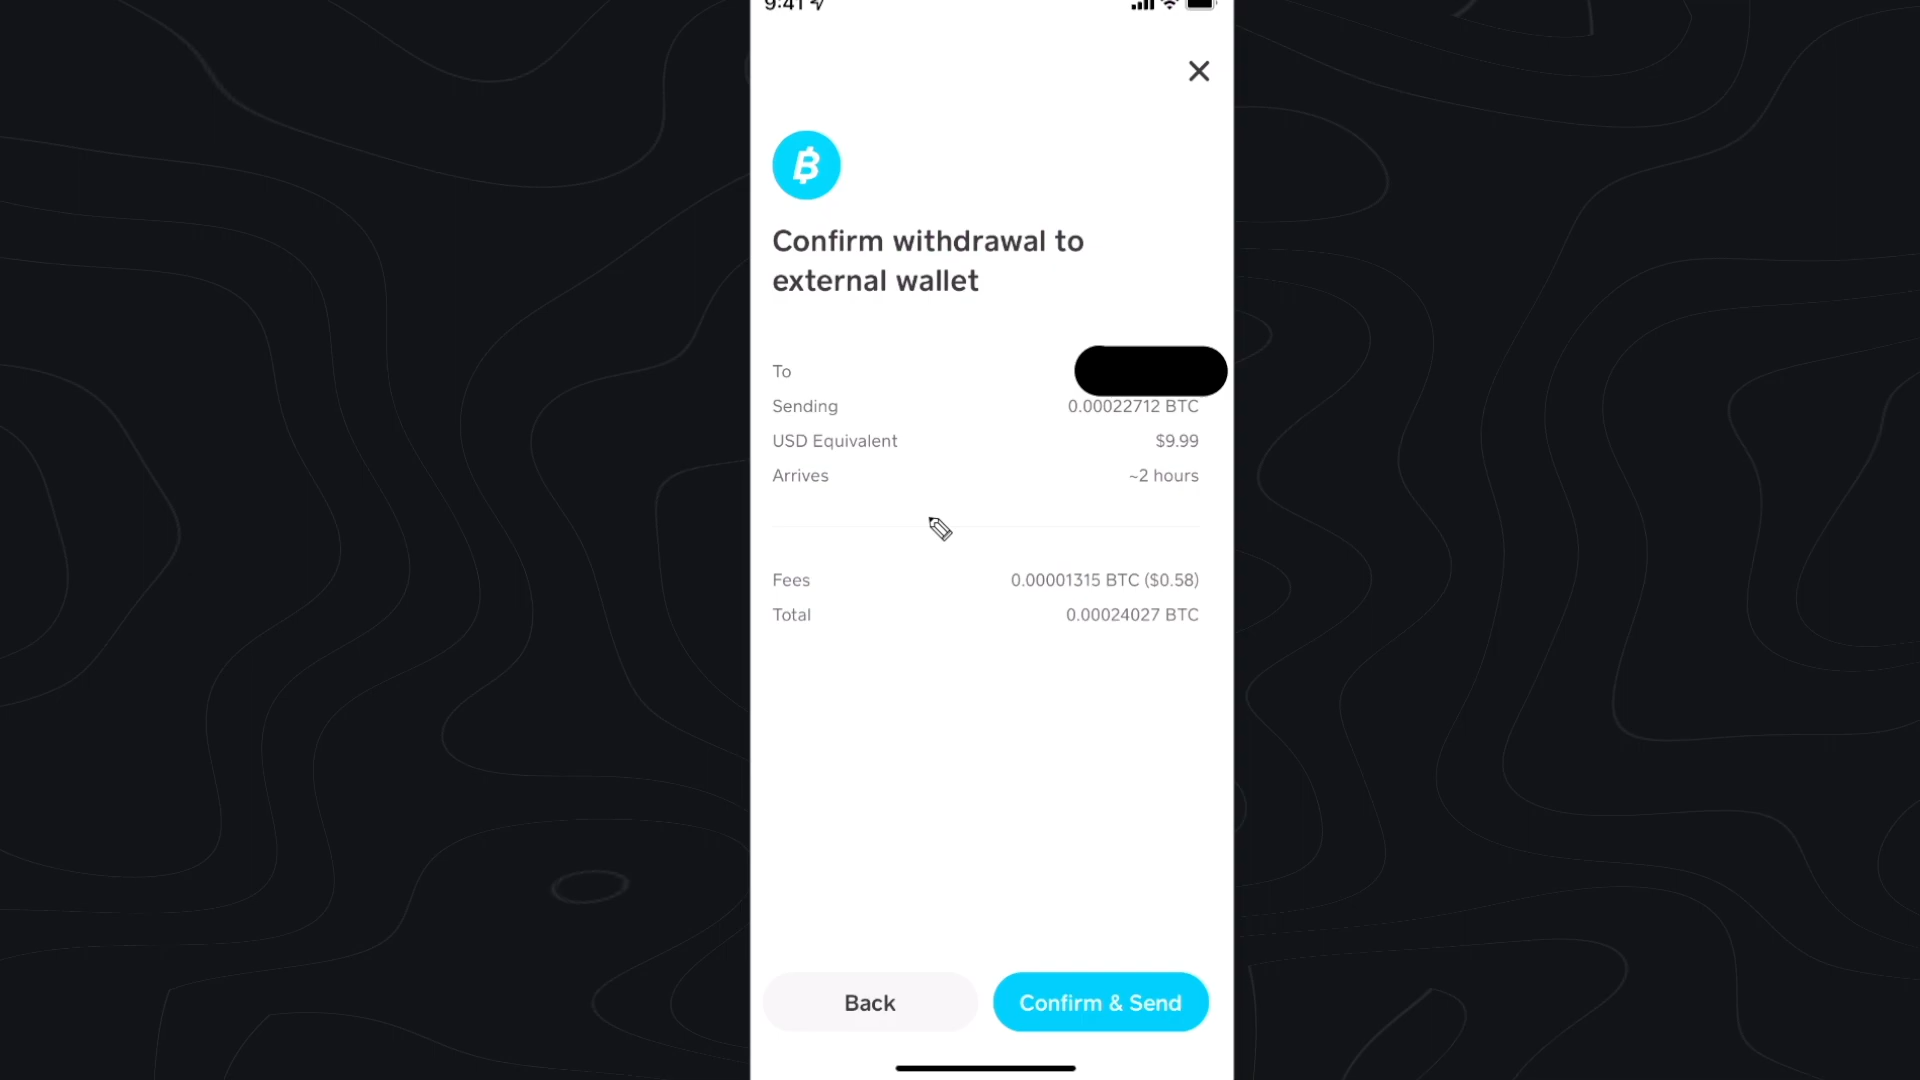 9:41
Confirm withdrawal to
external wallet
To
Sending 0.00022712 BTC
USD Equivalent $9.99
Arrives ~2 hours
Fees 0.00001315 BTC ($0.58)
Total 0.00024027 BTC
Back Confirm & Send